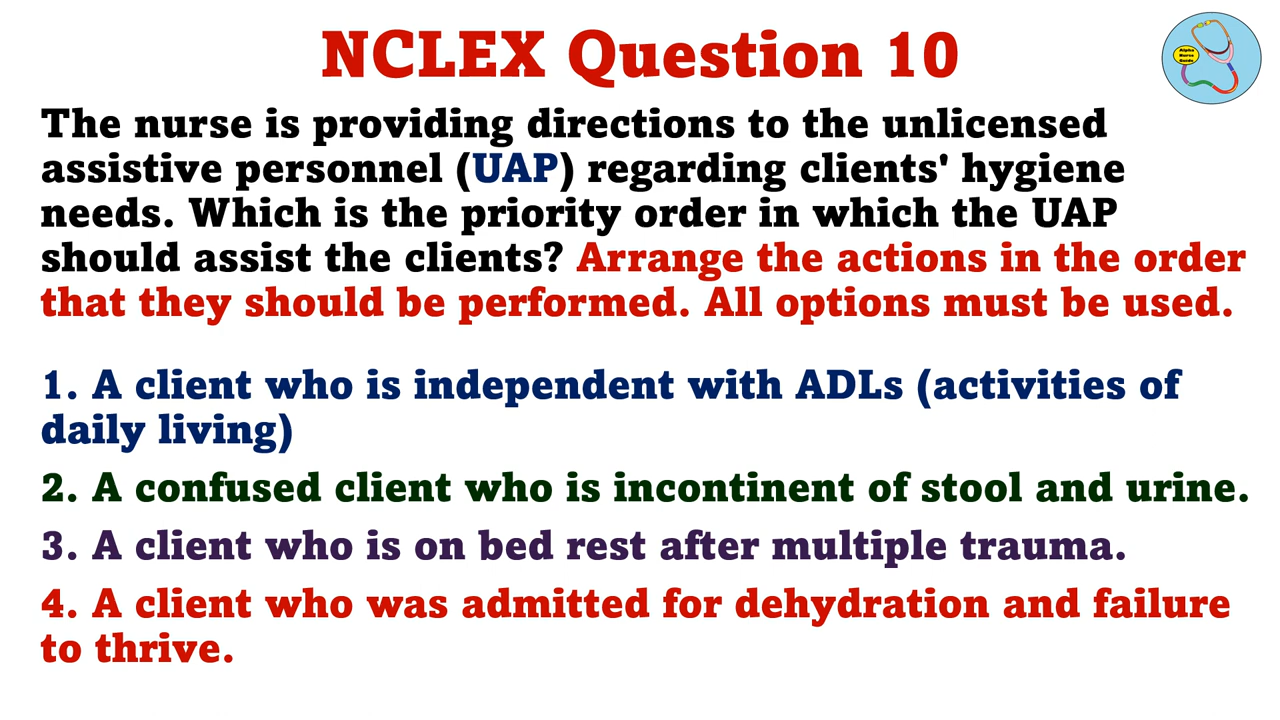 NCLEX Question 10
Alpha
Nurse
Guide
The nurse is providing directions to the unlicensed
assistive personnel (UAP) regarding clients' hygiene
needs. Which is the priority order in which the UAP
should assist the clients? Arrange the actions in the order
that they should be performed. All options must be used.
1. A client who is independent with ADLs (activities of
daily living)
2. A confused client who is incontinent of stool and urine.
3. A client who is on bed rest after multiple trauma.
4. A client who was admitted for dehydration and failure
to thrive.